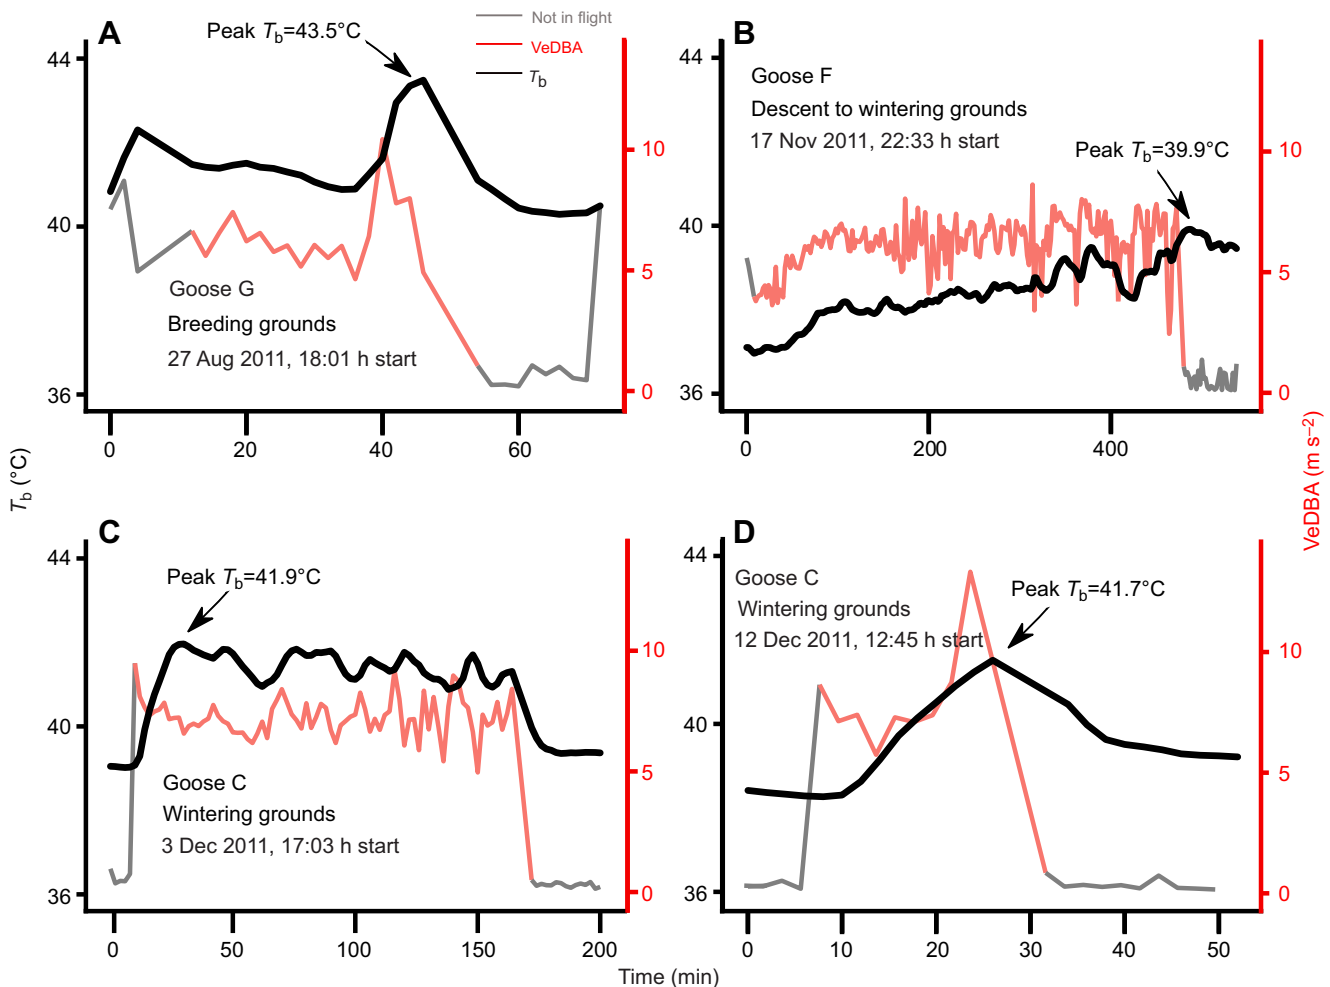 A
Peak Tb=43.5°C
Not in flight
VeDBA
Tb
44
40
36
10
5
0
Goose G
Breeding grounds
27 Aug 2011, 18:01 h start
0
20
40
60
B
Goose F
Descent to wintering grounds
17 Nov 2011, 22:33 h start
Peak Tb=39.9°C
44
40
36
10
5
0
0
200
400
Tb (°C)
VeDBA (m s−2)
C
Peak Tb=41.9°C
44
40
36
10
5
0
Goose C
Wintering grounds
3 Dec 2011, 17:03 h start
0
50
100
150
200
D
Goose C
Wintering grounds
12 Dec 2011, 12:45 h start
Peak Tb=41.7°C
44
40
36
10
5
0
0
10
20
30
40
50
Time (min)